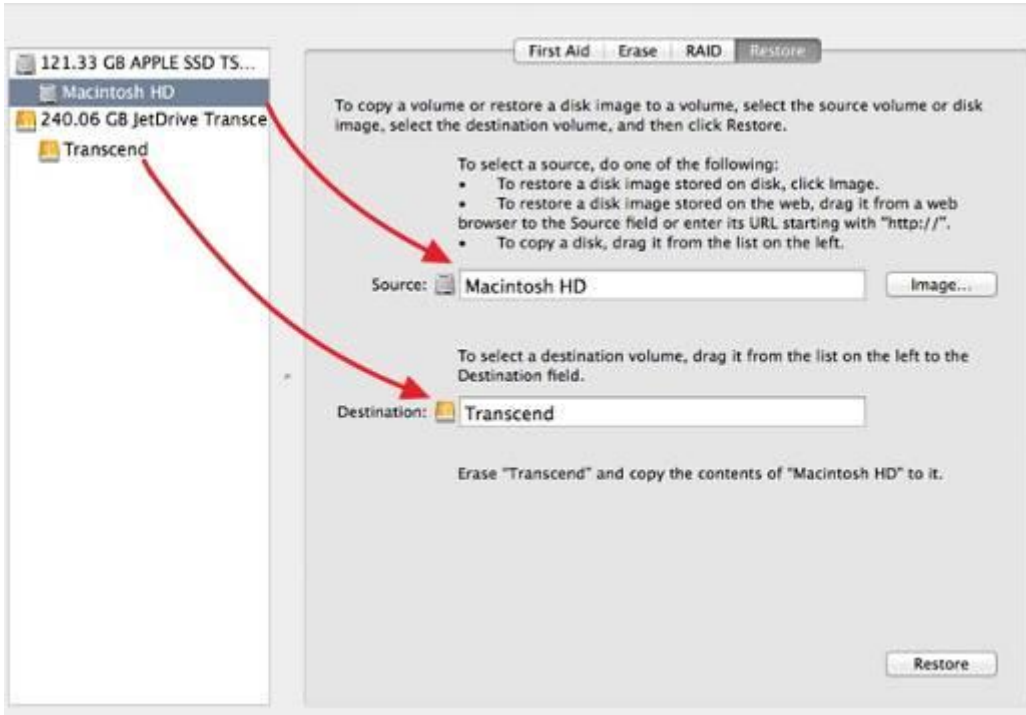 First Aid Erase RAID Restore
121.33 GB APPLE SSD TS...
Macintosh HD
240.06 GB JetDrive Transce
Transcend
To copy a volume or restore a disk image to a volume, select the source volume or disk
image, select the destination volume, and then click Restore.
To select a source, do one of the following:
• To restore a disk image stored on disk, click Image.
• To restore a disk image stored on the web, drag it from a web
browser to the Source field or enter its URL starting with "http://".
• To copy a disk, drag it from the list on the left.
Source: Macintosh HD Image...
To select a destination volume, drag it from the list on the left to the
Destination field.
Destination: Transcend
Erase "Transcend" and copy the contents of "Macintosh HD" to it.
Restore